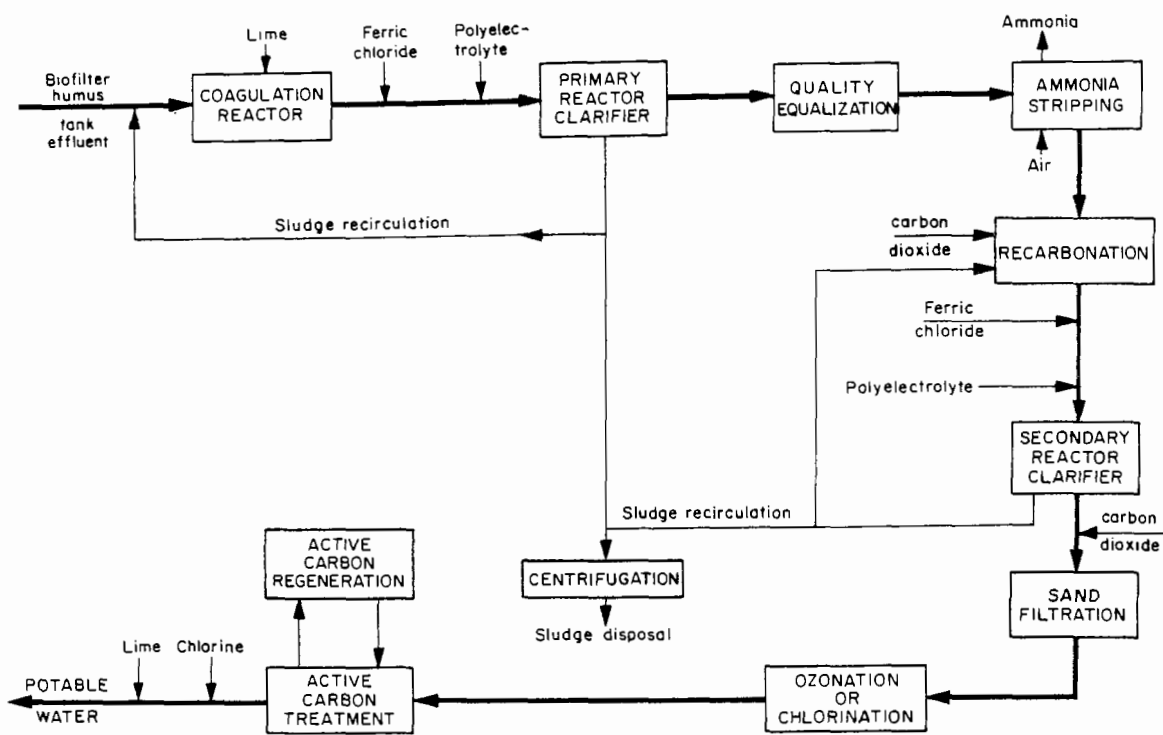 Lime
Ferric
chloride
Polyelec-
trolyte
Ammonia
Biofilter
humus
tank
effluent
COAGULATION
REACTOR
PRIMARY
REACTOR
CLARIFIER
QUALITY
EQUALIZATION
AMMONIA
STRIPPING
Air
Sludge recirculation
carbon
dioxide
RECARBONATION
Ferric
chloride
Polyelectrolyte
SECONDARY
REACTOR
CLARIFIER
Sludge recirculation
carbon
dioxide
ACTIVE
CARBON
REGENERATION
CENTRIFUGATION
Sludge disposal
SAND
FILTRATION
Lime
Chlorine
POTABLE
WATER
ACTIVE
CARBON
TREATMENT
OZONATION
OR
CHLORINATION